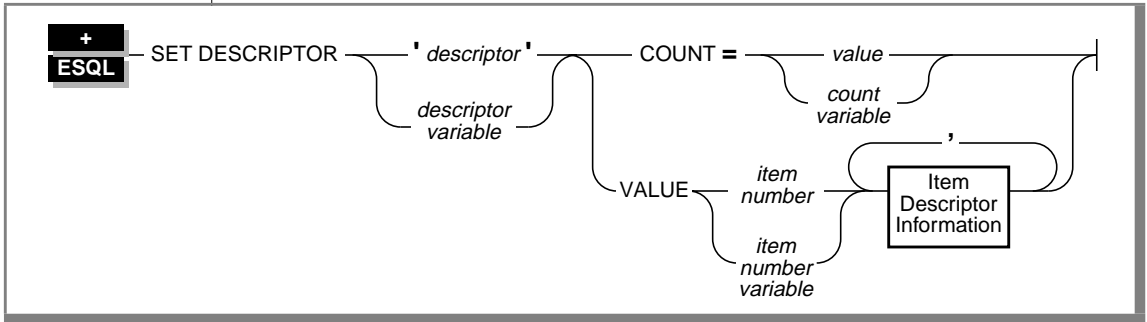 +
ESQL
SET DESCRIPTOR ' descriptor ' COUNT = value
descriptor
variable
count
variable
,
VALUE
item
number
item
number
variable
Item
Descriptor
Information